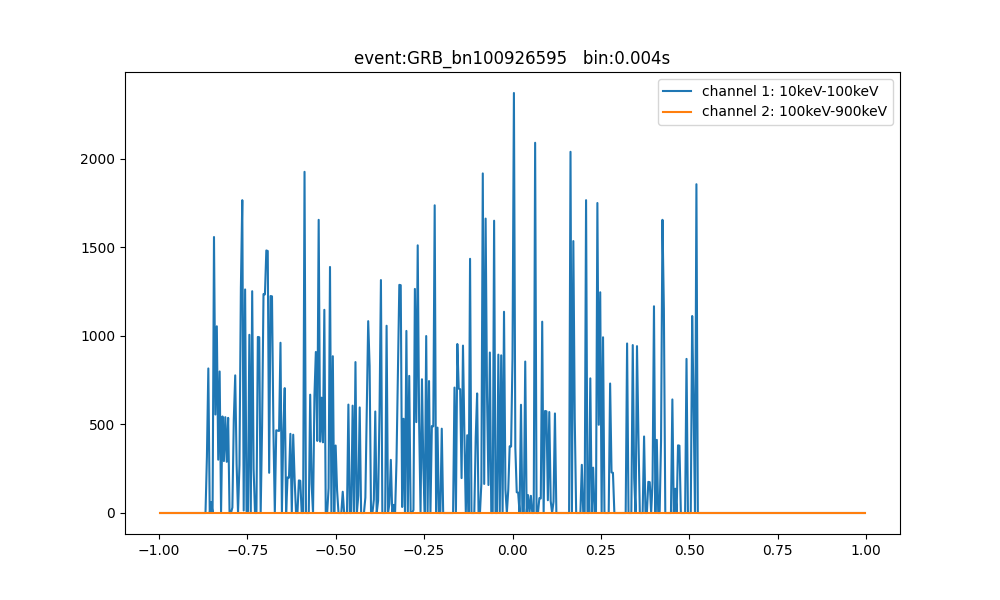 event:GRB_bn100926595   bin:0.004s
channel 1: 10keV-100keV
channel 2: 100keV-900keV
2000
1500
1000
500
0
−1.00 −0.75 −0.50 −0.25 0.00 0.25 0.50 0.75 1.00